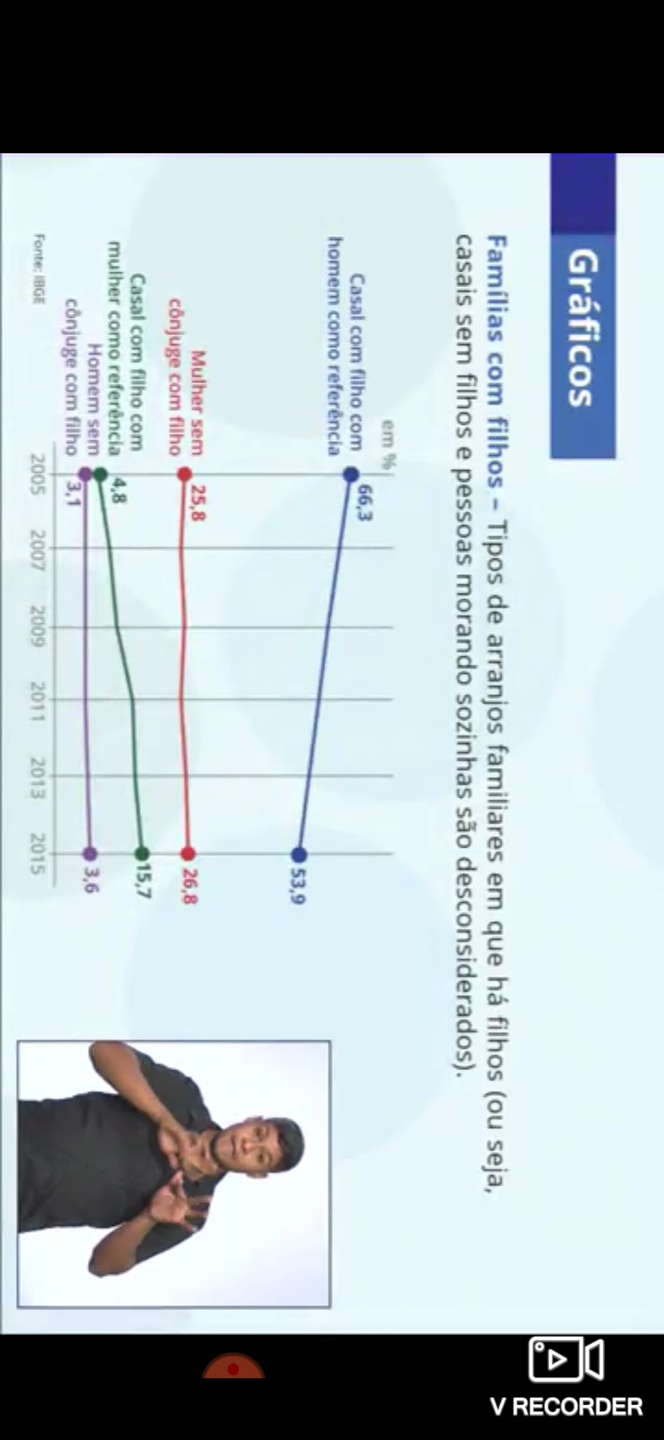 Gráficos
Famílias com filhos – Tipos de arranjos familiares em que há filhos (ou seja,
casais sem filhos e pessoas morando sozinhas são desconsiderados).
em %
Casal com filho com
homem como referência
66,3
53,9
Mulher sem
cônjuge com filho
25,8
26,8
Casal com filho com
mulher como referência
4,8
15,7
Homem sem
cônjuge com filho
3,1
3,6
2005 2007 2009 2011 2013 2015
Fonte: IBGE
V RECORDER